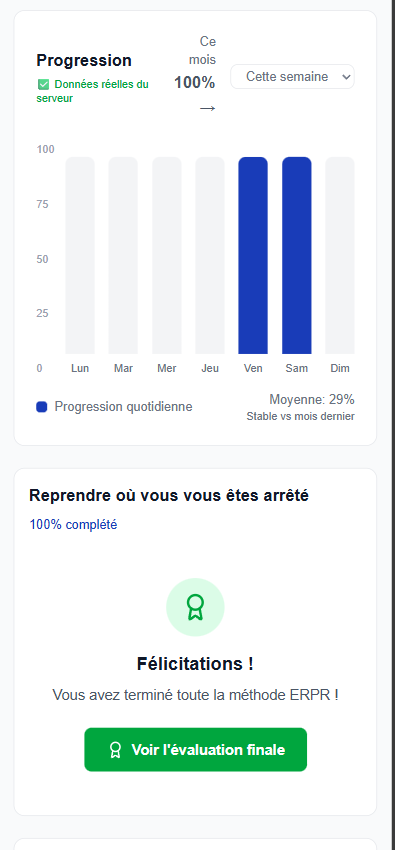 Progression
✅ Données réelles du
serveur
Ce
mois
100%
→
Cette semaine
100
75
50
25
0
Lun Mar Mer Jeu Ven Sam Dim
Progression quotidienne
Moyenne: 29%
Stable vs mois dernier
Reprendre où vous vous êtes arrêté
100% complété
Félicitations !
Vous avez terminé toute la méthode ERPR !
Voir l'évaluation finale